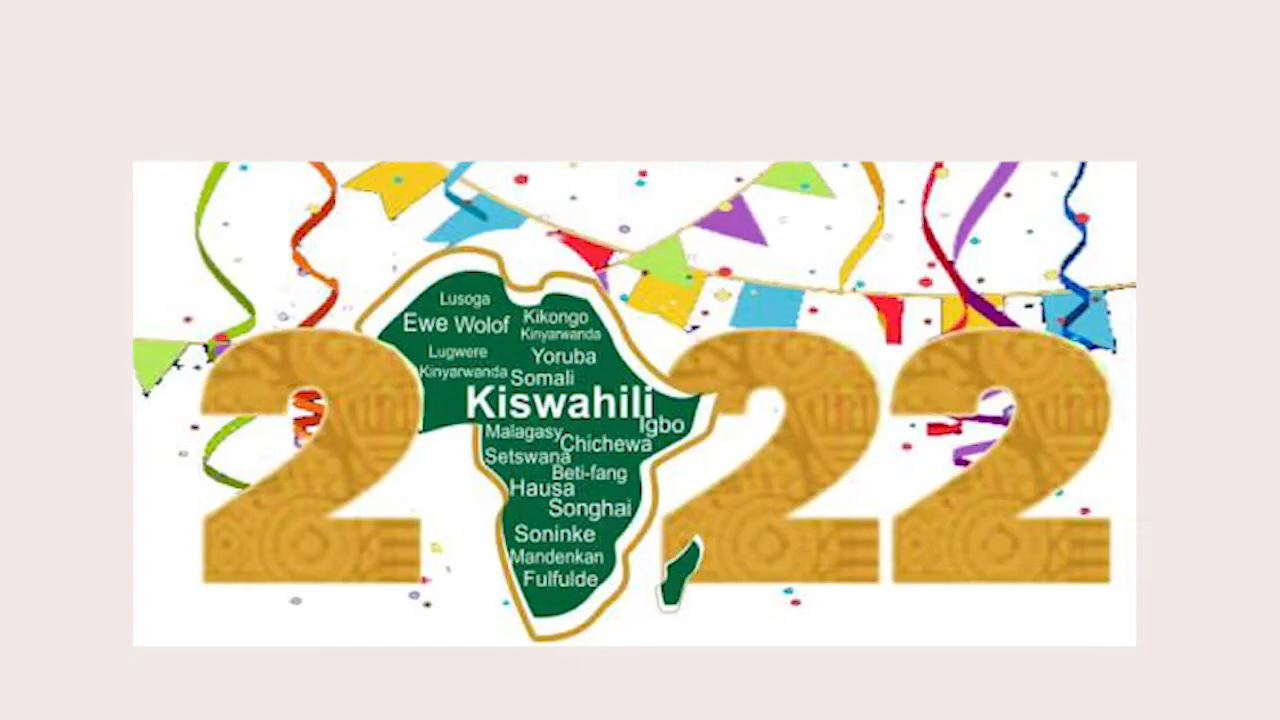 Lusoga
Ewe Wolof Kikongo
Kinyarwanda
Lugwere Yoruba
Kinyarwanda Somali
Kiswahili
Igbo
Malagasy Chichewa
Setswana
Beti-fang
Hausa
Songhai
Soninke
Mandenkan
Fulfulde
2 22